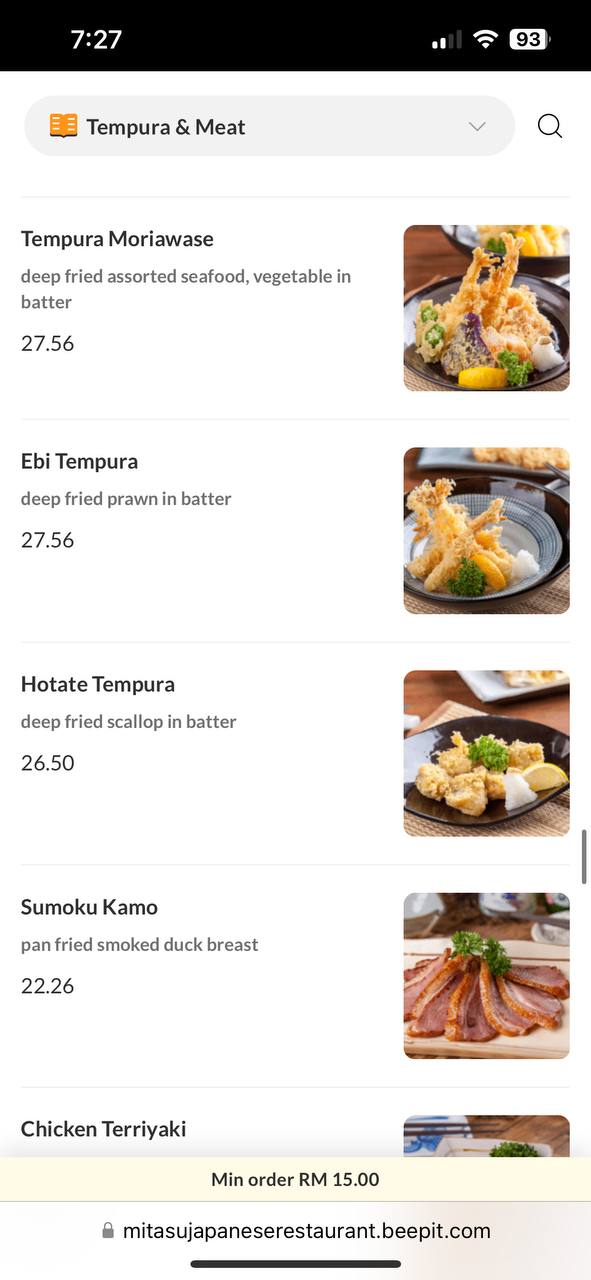 7:27
93
Tempura & Meat
Tempura Moriawase
deep fried assorted seafood, vegetable in
batter
27.56
Ebi Tempura
deep fried prawn in batter
27.56
Hotate Tempura
deep fried scallop in batter
26.50
Sumoku Kamo
pan fried smoked duck breast
22.26
Chicken Terriyaki
Min order RM 15.00
mitasujapaneserestaurant.beepit.com